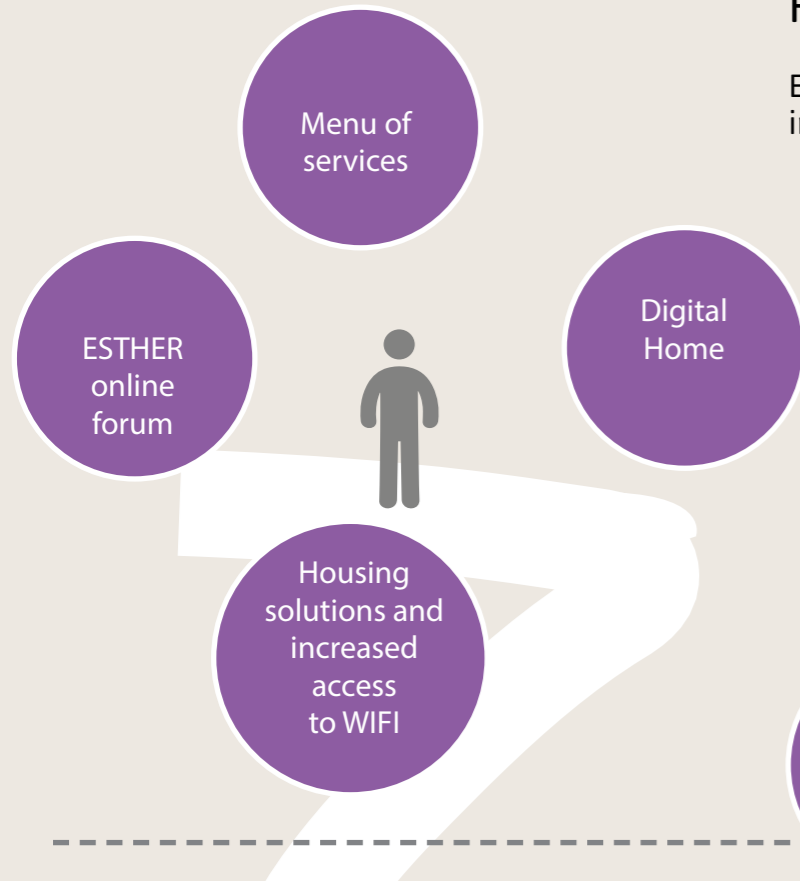 Menu of
services
ESTHER
online
forum
Digital
Home
Housing
solutions and
increased
access
to WIFI